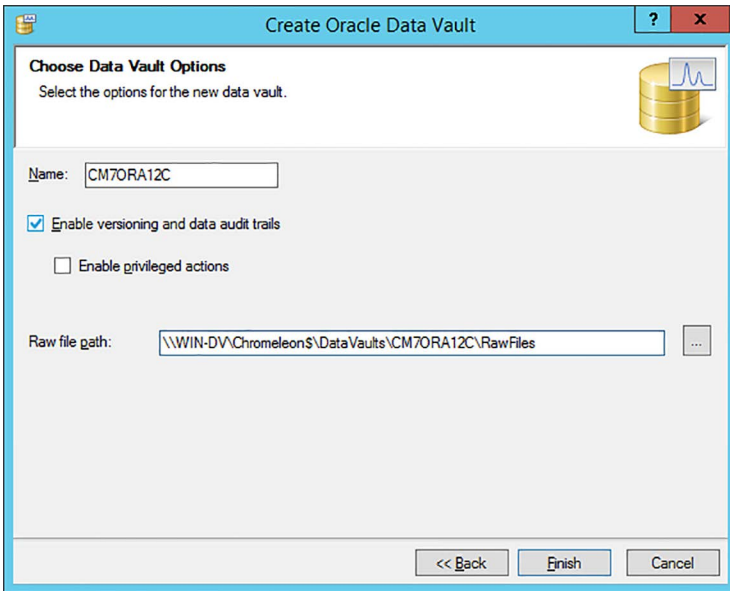 Create Oracle Data Vault
? x
Choose Data Vault Options
Select the options for the new data vault.
Name: CM7ORA12C
Enable versioning and data audit trails
Enable privileged actions
Raw file path: \\WIN-DV\Chromeleon$\DataVaults\CM7ORA12C\RawFiles ...
<< Back Finish Cancel